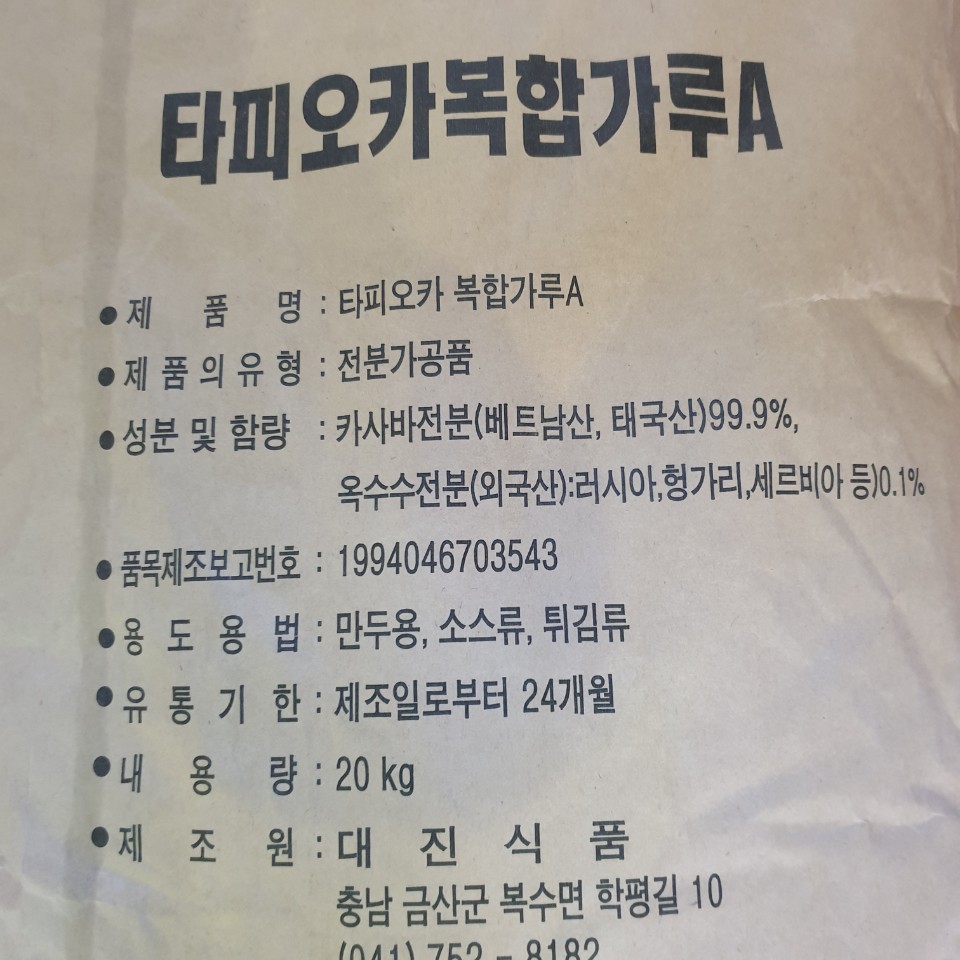 타피오카복합가루A
● 제 품 명 : 타피오카 복합가루A
● 제품의유형 : 전분가공품
● 성분 및 함량 : 카사바전분(베트남산, 태국산)99.9%,
옥수수전분(외국산):러시아,헝가리,세르비아 등)0.1%
● 품목제조보고번호 : 1994046703543
● 용 도 용 법 : 만두용, 소스류, 튀김류
● 유 통 기 한 : 제조일로부터 24개월
● 내 용 량 : 20 kg
● 제 조 원 : 대 진 식 품
충남 금산군 복수면 학평길 10
(041) 752 - 8182